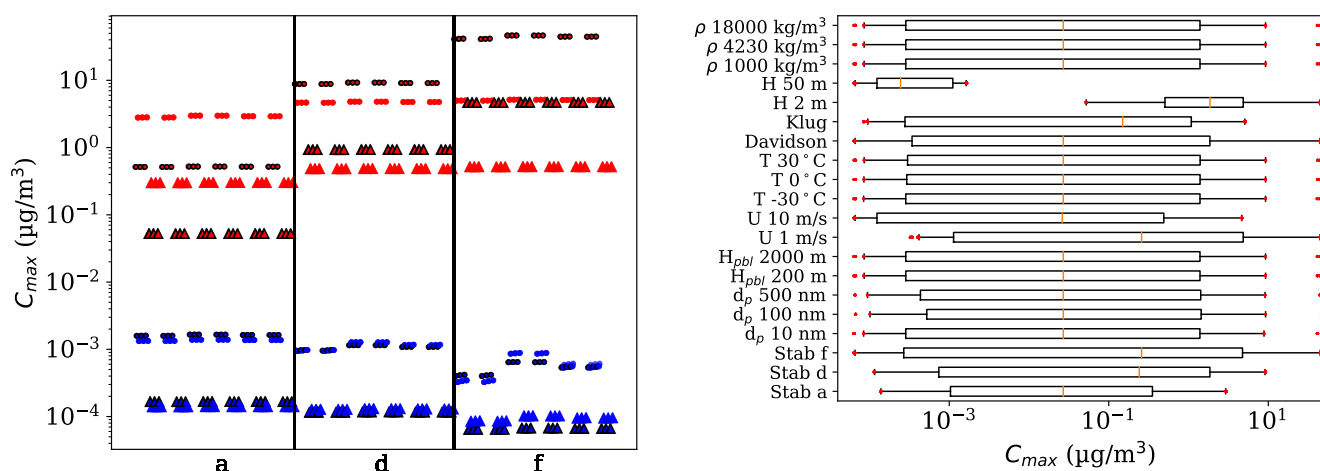 C_max (µg/m³)
10¹
10⁰
10⁻¹
10⁻²
10⁻³
10⁻⁴
a d f
ρ 18000 kg/m³
ρ 4230 kg/m³
ρ 1000 kg/m³
H 50 m
H 2 m
Klug
Davidson
T 30°C
T 0°C
T -30°C
U 10 m/s
U 1 m/s
H_pbl 2000 m
H_pbl 200 m
d_p 500 nm
d_p 100 nm
d_p 10 nm
Stab f
Stab d
Stab a
10⁻³ 10⁻¹ 10¹
C_max (µg/m³)